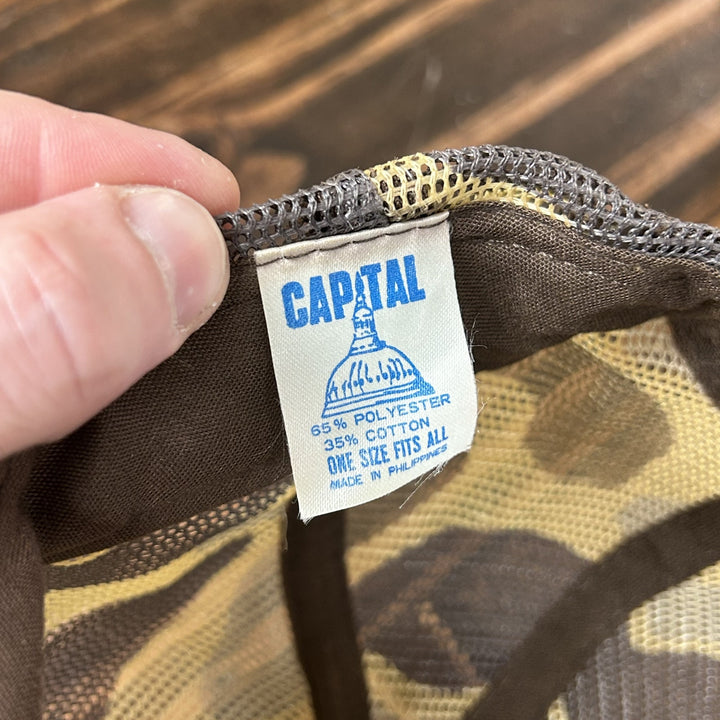 CAPITAL
65% POLYESTER
35% COTTON
ONE SIZE FITS ALL
MADE IN PHILIPPINES